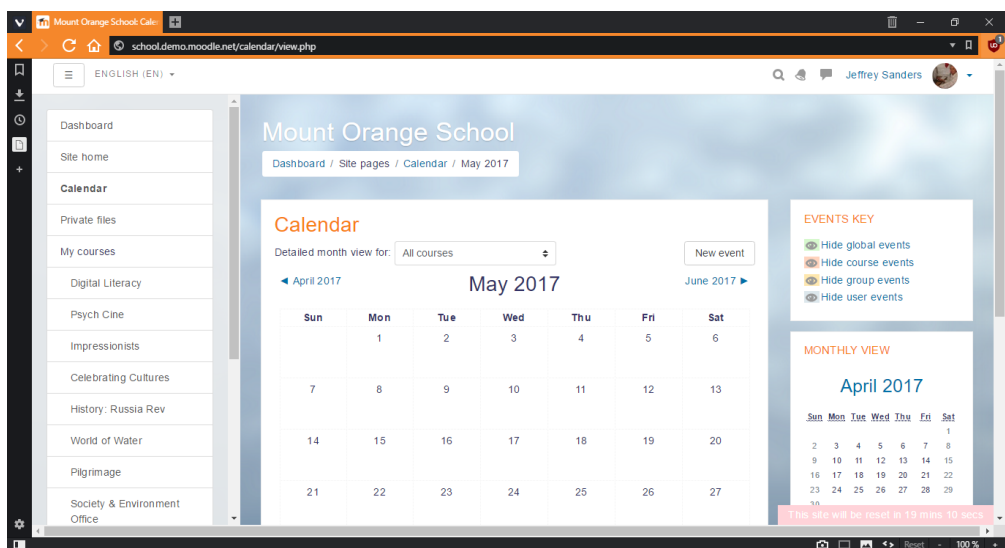 Mount Orange School: Cale
school.demo.moodle.net/calendar/view.php
1
ENGLISH (EN)
Jeffrey Sanders
Dashboard
Site home
Calendar
Private files
My courses
Digital Literacy
Psych Cine
Impressionists
Celebrating Cultures
History: Russia Rev
World of Water
Pilgrimage
Society & Environment
Office
Mount Orange School
Dashboard / Site pages / Calendar / May 2017
Calendar
Detailed month view for: All courses New event
◄ April 2017 May 2017 June 2017 ►
Sun Mon Tue Wed Thu Fri Sat
1 2 3 4 5 6
7 8 9 10 11 12 13
14 15 16 17 18 19 20
21 22 23 24 25 26 27
EVENTS KEY
Hide global events
Hide course events
Hide group events
Hide user events
MONTHLY VIEW
April 2017
Sun Mon Tue Wed Thu Fri Sat
1
2 3 4 5 6 7 8
9 10 11 12 13 14 15
16 17 18 19 20 21 22
23 24 25 26 27 28 29
30
This site will be reset in 19 mins 10 secs
Reset - 100 % +